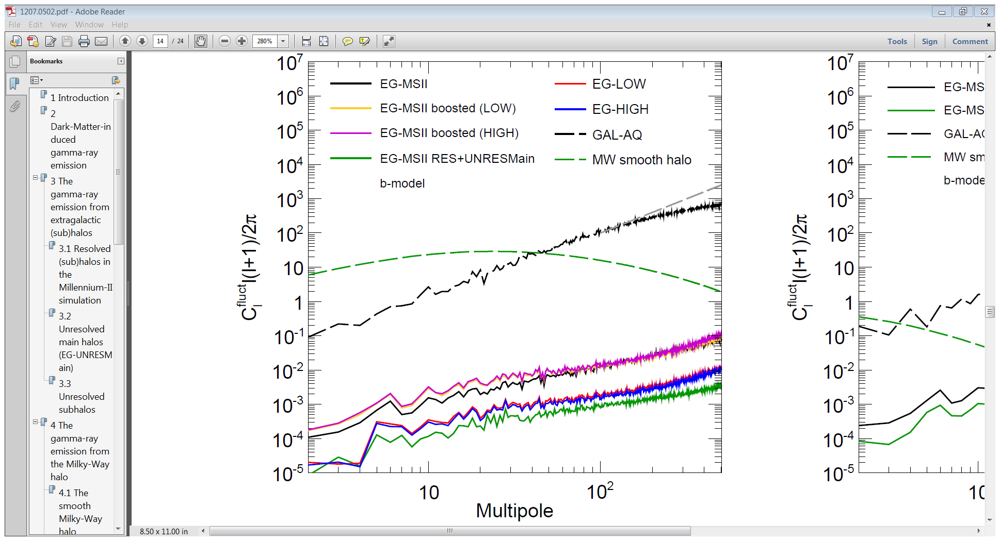 1207.0502.pdf - Adobe Reader
File Edit View Window Help
14 / 24 280% Tools Sign Comment
Bookmarks
1 Introduction
2
Dark-Matter-in
duced
gamma-ray
emission
3 The
gamma-ray
emission from
extragalactic
(sub)halos
3.1 Resolved
(sub)halos in
the
Millennium-II
simulation
3.2
Unresolved
main halos
(EG-UNRESM
ain)
3.3
Unresolved
subhalos
4 The
gamma-ray
emission from
the Milky-Way
halo
4.1 The
smooth
Milky-Way
halo
10^7
10^6
10^5
10^4
10^3
10^2
10
1
10^-1
10^-2
10^-3
10^-4
10^-5
C_l^fluct l(l+1)/2π
EG-MSII
EG-MSII boosted (LOW)
EG-MSII boosted (HIGH)
EG-MSII RES+UNRESMain
b-model
EG-LOW
EG-HIGH
GAL-AQ
MW smooth halo
10 10^2
Multipole
10^7
10^6
10^5
10^4
10^3
10^2
10
1
10^-1
10^-2
10^-3
10^-4
10^-5
C_l^fluct l(l+1)/2π
EG-MS
EG-MS
GAL-AQ
MW sm
b-mode
10
8.50 x 11.00 in